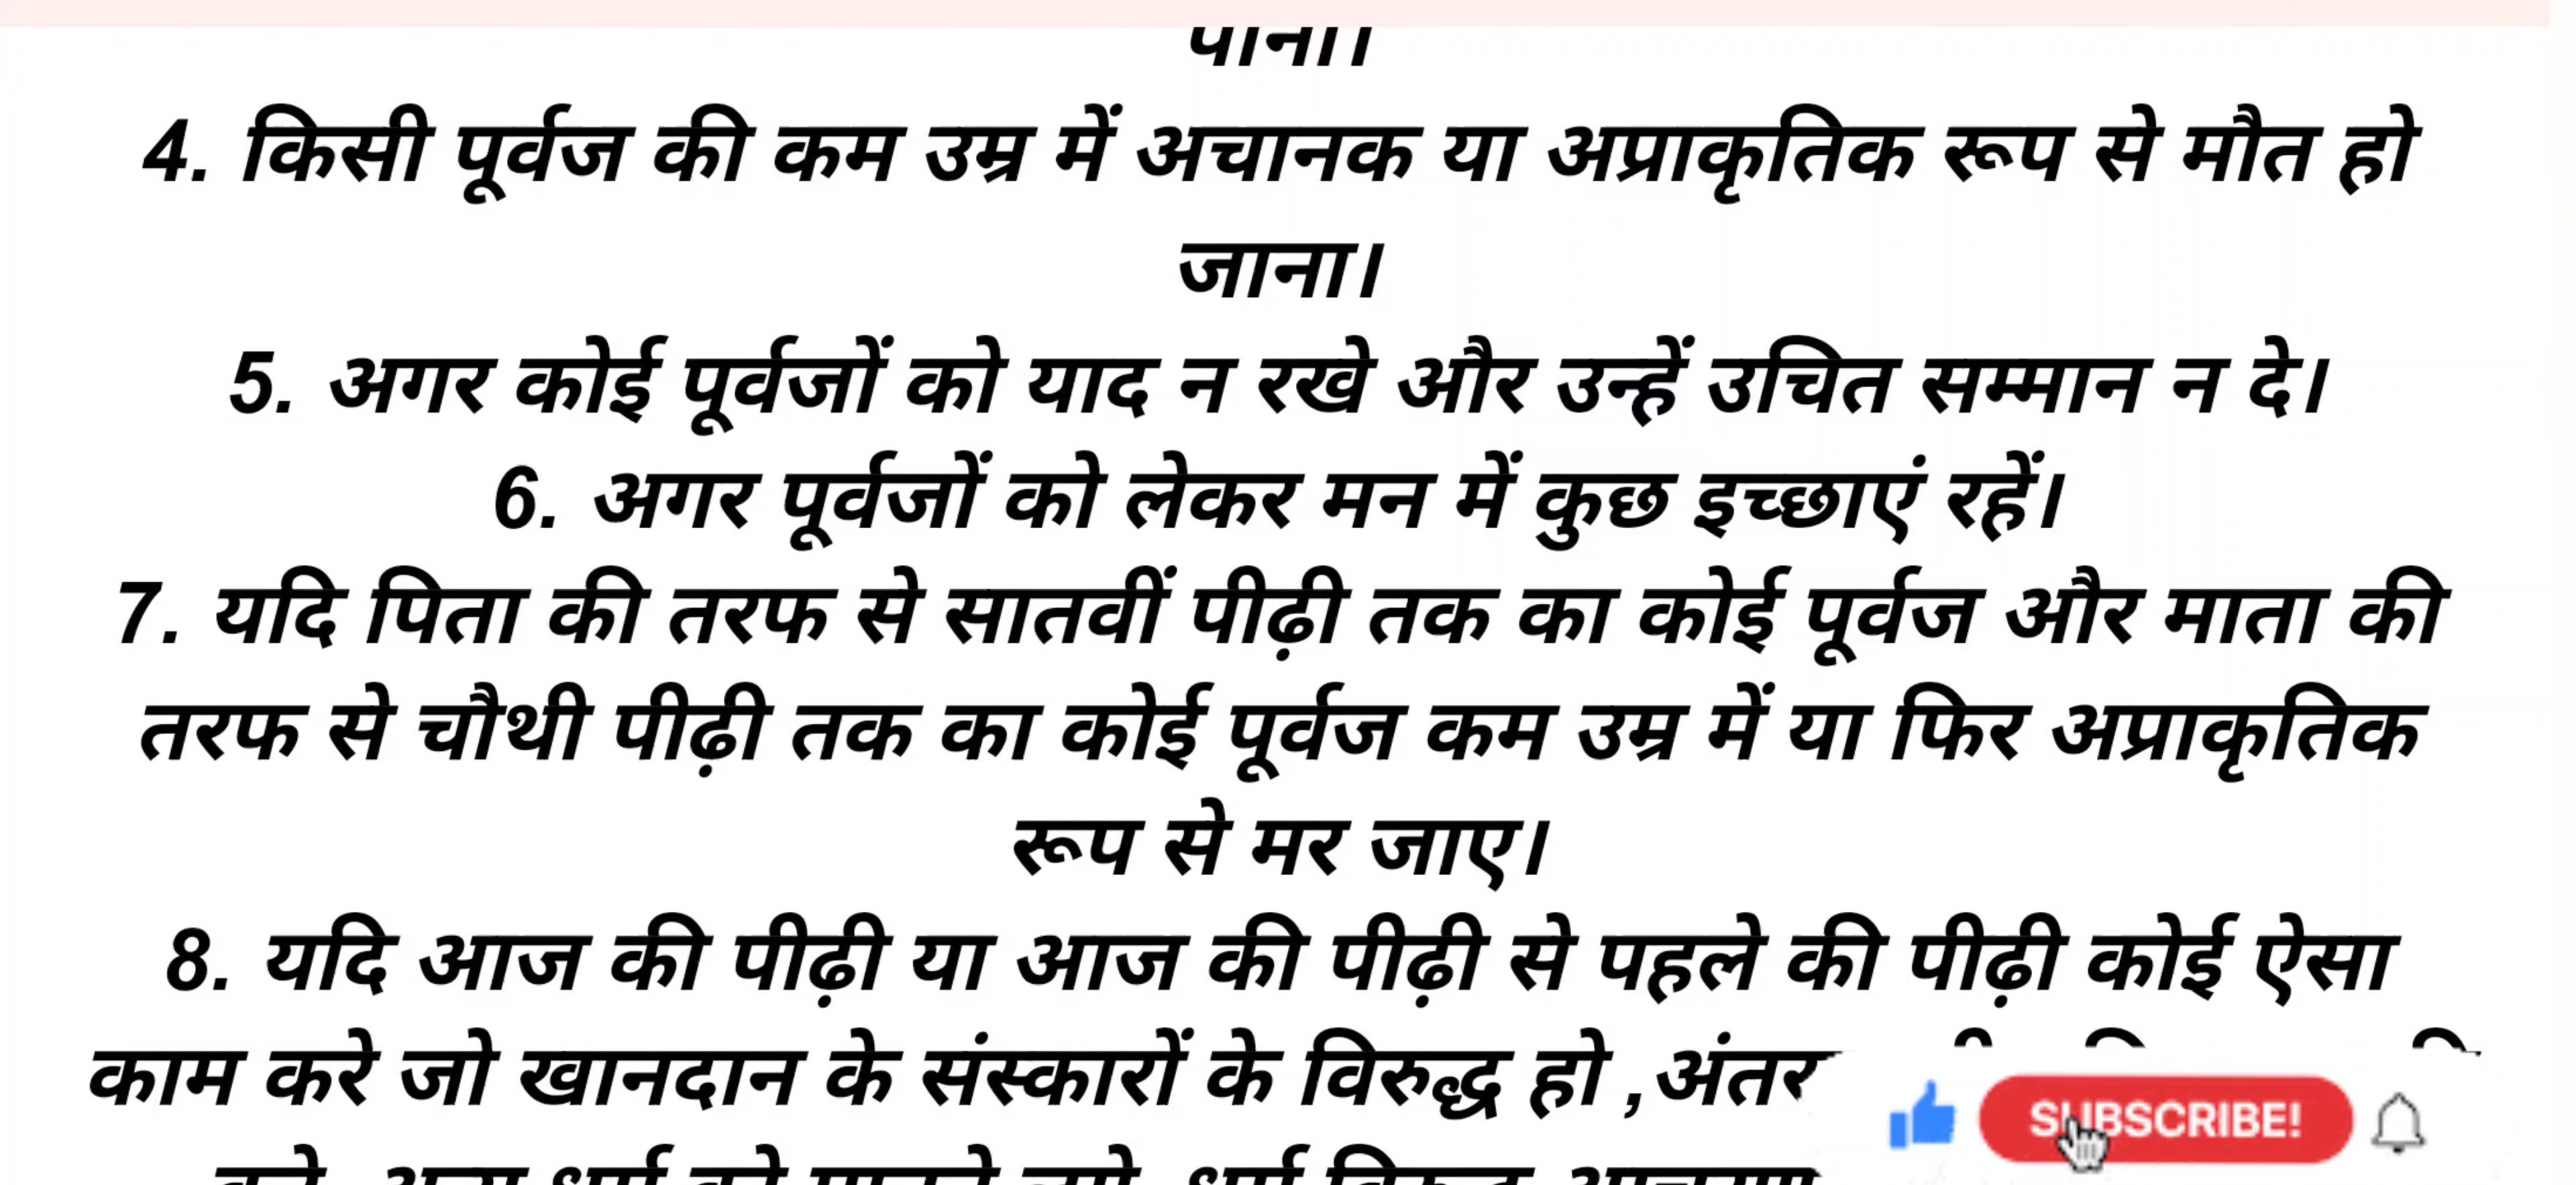 पाना।
4. किसी पूर्वज की कम उम्र में अचानक या अप्राकृतिक रूप से मौत हो
जाना।
5. अगर कोई पूर्वजों को याद न रखे और उन्हें उचित सम्मान न दे।
6. अगर पूर्वजों को लेकर मन में कुछ इच्छाएं रहें।
7. यदि पिता की तरफ से सातवीं पीढ़ी तक का कोई पूर्वज और माता की
तरफ से चौथी पीढ़ी तक का कोई पूर्वज कम उम्र में या फिर अप्राकृतिक
रूप से मर जाए।
8. यदि आज की पीढ़ी या आज की पीढ़ी से पहले की पीढ़ी कोई ऐसा
काम करे जो खानदान के संस्कारों के विरुद्ध हो ,
SUBSCRIBE!